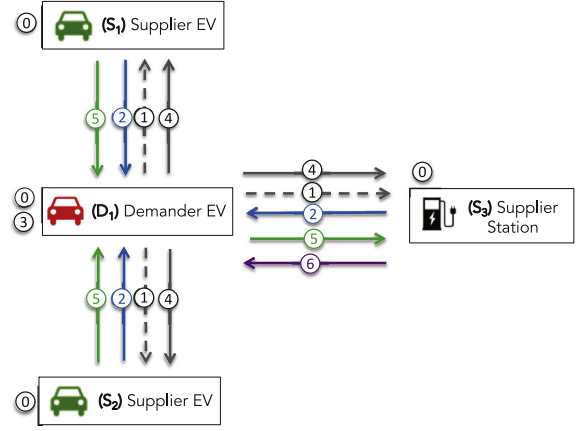 0 (S1) Supplier EV
5 2 1 4
0 4 0
1
3 (D1) Demander EV 2 (S3) Supplier
5 Station
6
5 2 1 4
0 (S2) Supplier EV